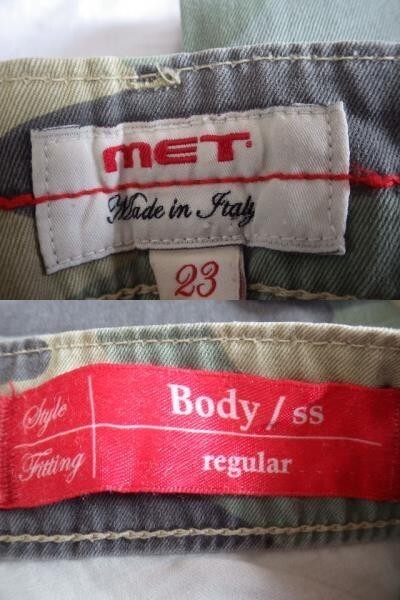 MET
Made in Italy
23
Style Body / ss
Fitting regular